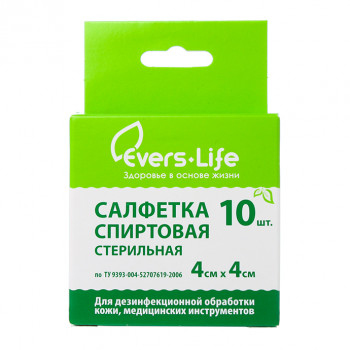 Evers·Life
Здоровье в основе жизни
САЛФЕТКА 10 шт.
СПИРТОВАЯ
СТЕРИЛЬНАЯ
по ТУ 9393-004-52707619-2006 4см х 4см
Для дезинфекционной обработки
кожи, медицинских инструментов